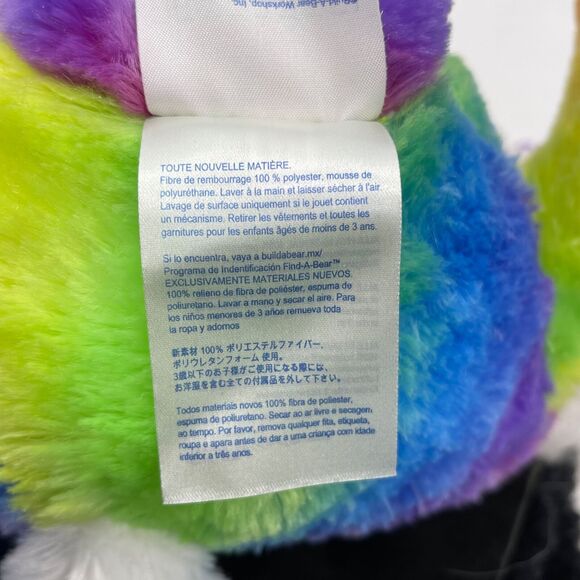 ©Build-A-Bear Workshop, Inc.
TOUTE NOUVELLE MATIÈRE.
Fibre de rembourrage 100 % polyester, mousse de
polyuréthane. Laver à la main et laisser sécher à l'air.
Lavage de surface uniquement si le jouet contient
un mécanisme. Retirer les vêtements et toutes les
garnitures pour les enfants âgés de moins de 3 ans.
Si lo encuentra, vaya a buildabear.mx/
Programa de Indentificación Find-A-Bear™
EXCLUSIVAMENTE MATERIALES NUEVOS.
100% relleno de fibra de poliéster, espuma de
poliuretano. Lavar a mano y secar el aire. Para
los niños menores de 3 años remueva toda
la ropa y adornos
新素材 100% ポリエステルファイバー、
ポリウレタンフォーム 使用。
3歳以下のお子様がご使用になる際には、
お洋服を含む全ての付属品を外して下さい。
Todos materiais novos 100% fibra de poliester,
espuma de poliuretano. Secar ao ar livre e secagem,
ao tempo. Por favor, remova qualquer fita, etiqueta,
roupa e apara antes de dar a uma criança com idade
inferior a três anos.